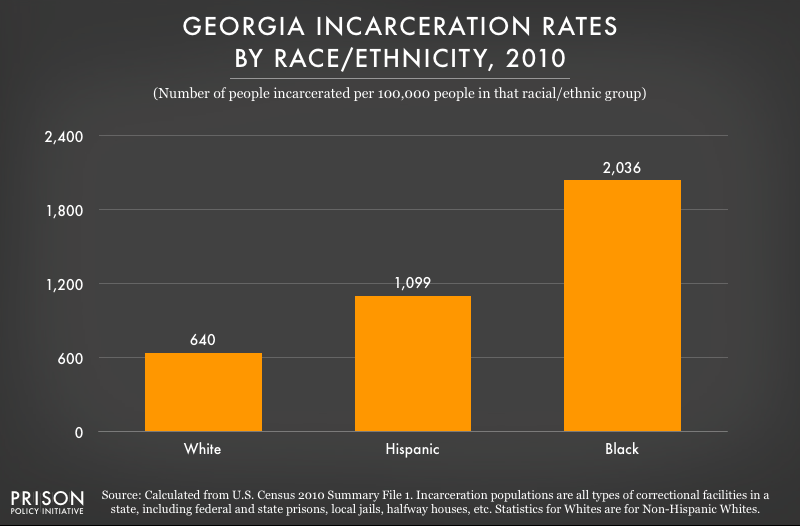 GEORGIA INCARCERATION RATES
BY RACE/ETHNICITY, 2010
(Number of people incarcerated per 100,000 people in that racial/ethnic group)
2,400
1,800
1,200
600
0
640
1,099
2,036
White
Hispanic
Black
PRISON
POLICY INITIATIVE
Source: Calculated from U.S. Census 2010 Summary File 1. Incarceration populations are all types of correctional facilities in a
state, including federal and state prisons, local jails, halfway houses, etc. Statistics for Whites are for Non-Hispanic Whites.